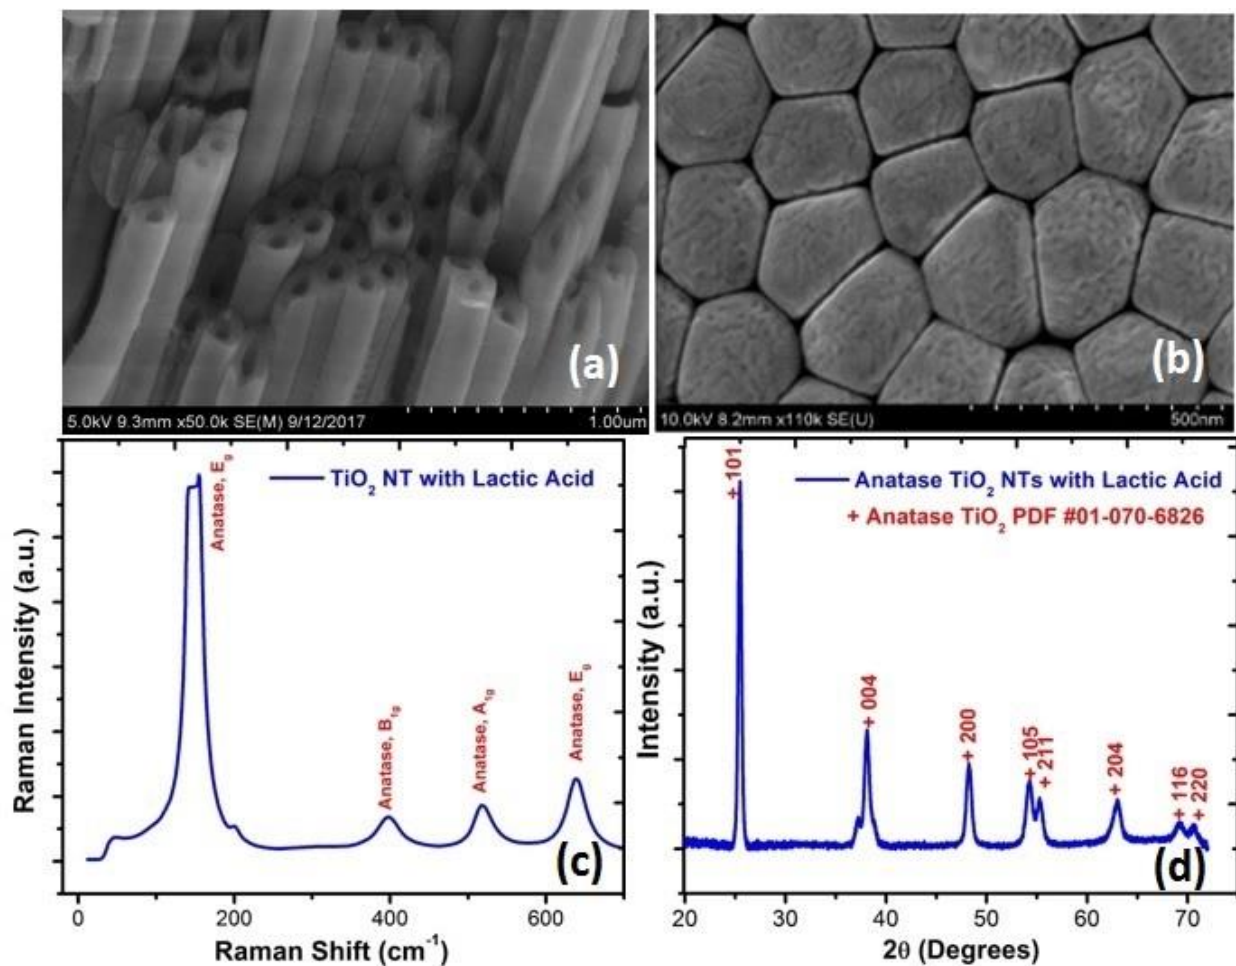 (a)
5.0kV 9.3mm x50.0k SE(M) 9/12/2017 1.00um
(b)
10.0kV 8.2mm x110k SE(U) 500nm
TiO₂ NT with Lactic Acid
Anatase, E₉
Anatase, B₁g
Anatase, A₁g
Anatase, E₉
(c)
Raman Intensity (a.u.)
0 200 400 600
Raman Shift (cm⁻¹)
Anatase TiO₂ NTs with Lactic Acid
+ Anatase TiO₂ PDF #01-070-6826
+ 101
+ 004
+ 200
+ 105
+ 211
+ 204
+ 116
+ 220
(d)
Intensity (a.u.)
20 30 40 50 60 70
2θ (Degrees)